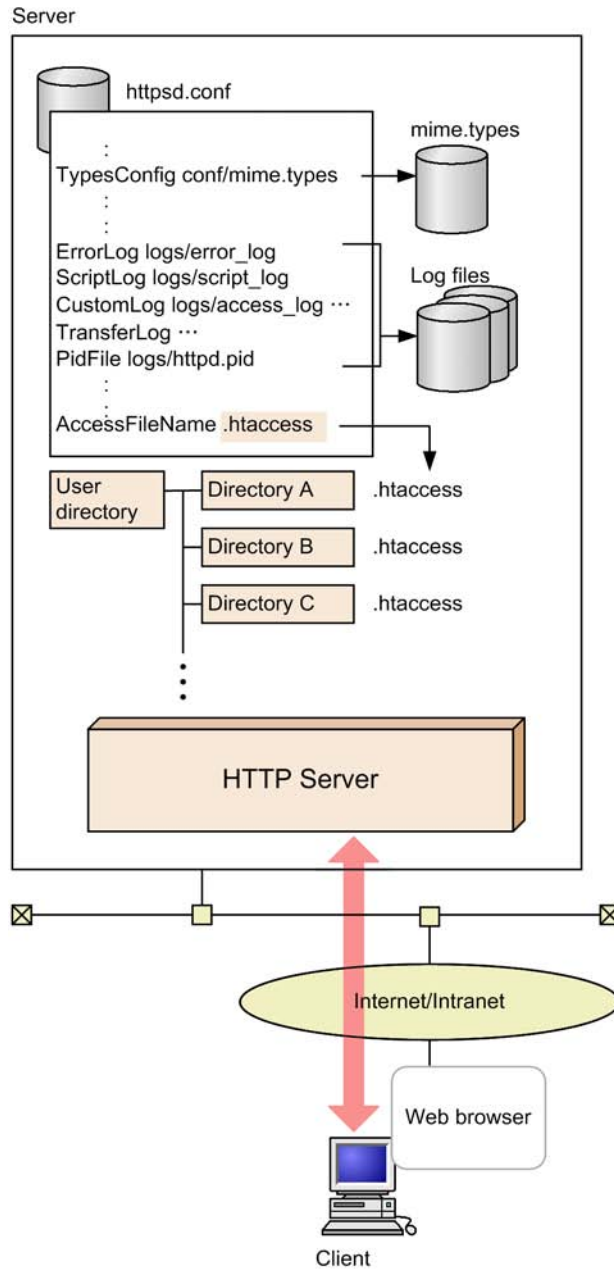 Server
httpsd.conf
mime.types
:
TypesConfig conf/mime.types
:
:
ErrorLog logs/error_log
ScriptLog logs/script_log
CustomLog logs/access_log ⋯
TransferLog ⋯
PidFile logs/httpd.pid
Log files
:
:
AccessFileName .htaccess
User
directory
Directory A
.htaccess
Directory B
.htaccess
Directory C
.htaccess
HTTP Server
Internet/Intranet
Web browser
Client